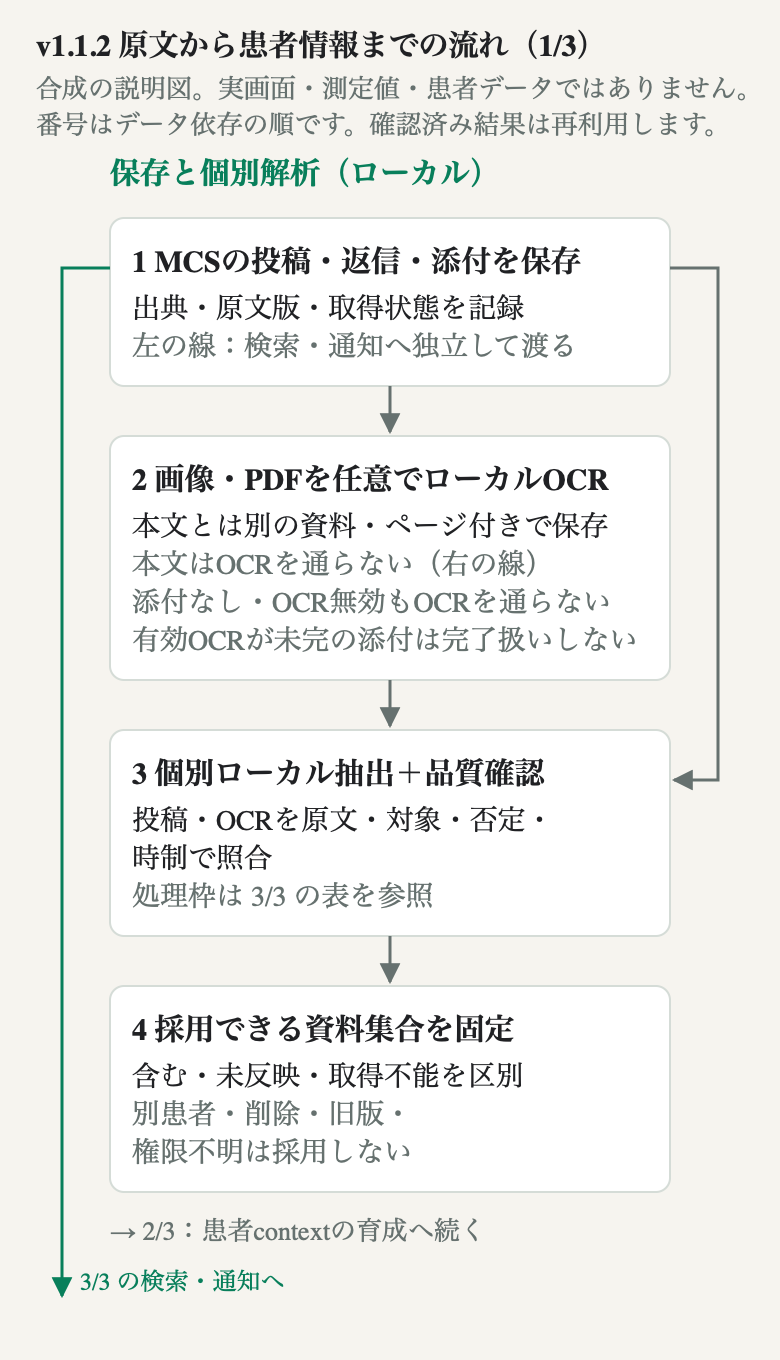 v1.1.2 原文から患者情報までの流れ（1/3）
合成の説明図。実画面・測定値・患者データではありません。
番号はデータ依存の順です。確認済み結果は再利用します。
保存と個別解析（ローカル）
1 MCSの投稿・返信・添付を保存
出典・原文版・取得状態を記録
左の線：検索・通知へ独立して渡る
2 画像・PDFを任意でローカルOCR
本文とは別の資料・ページ付きで保存
本文はOCRを通らない（右の線）
添付なし・OCR無効もOCRを通らない
有効OCRが未完の添付は完了扱いしない
3 個別ローカル抽出＋品質確認
投稿・OCRを原文・対象・否定・
時制で照合
処理枠は 3/3 の表を参照
4 採用できる資料集合を固定
含む・未反映・取得不能を区別
別患者・削除・旧版・
権限不明は採用しない
→ 2/3：患者contextの育成へ続く
3/3 の検索・通知へ